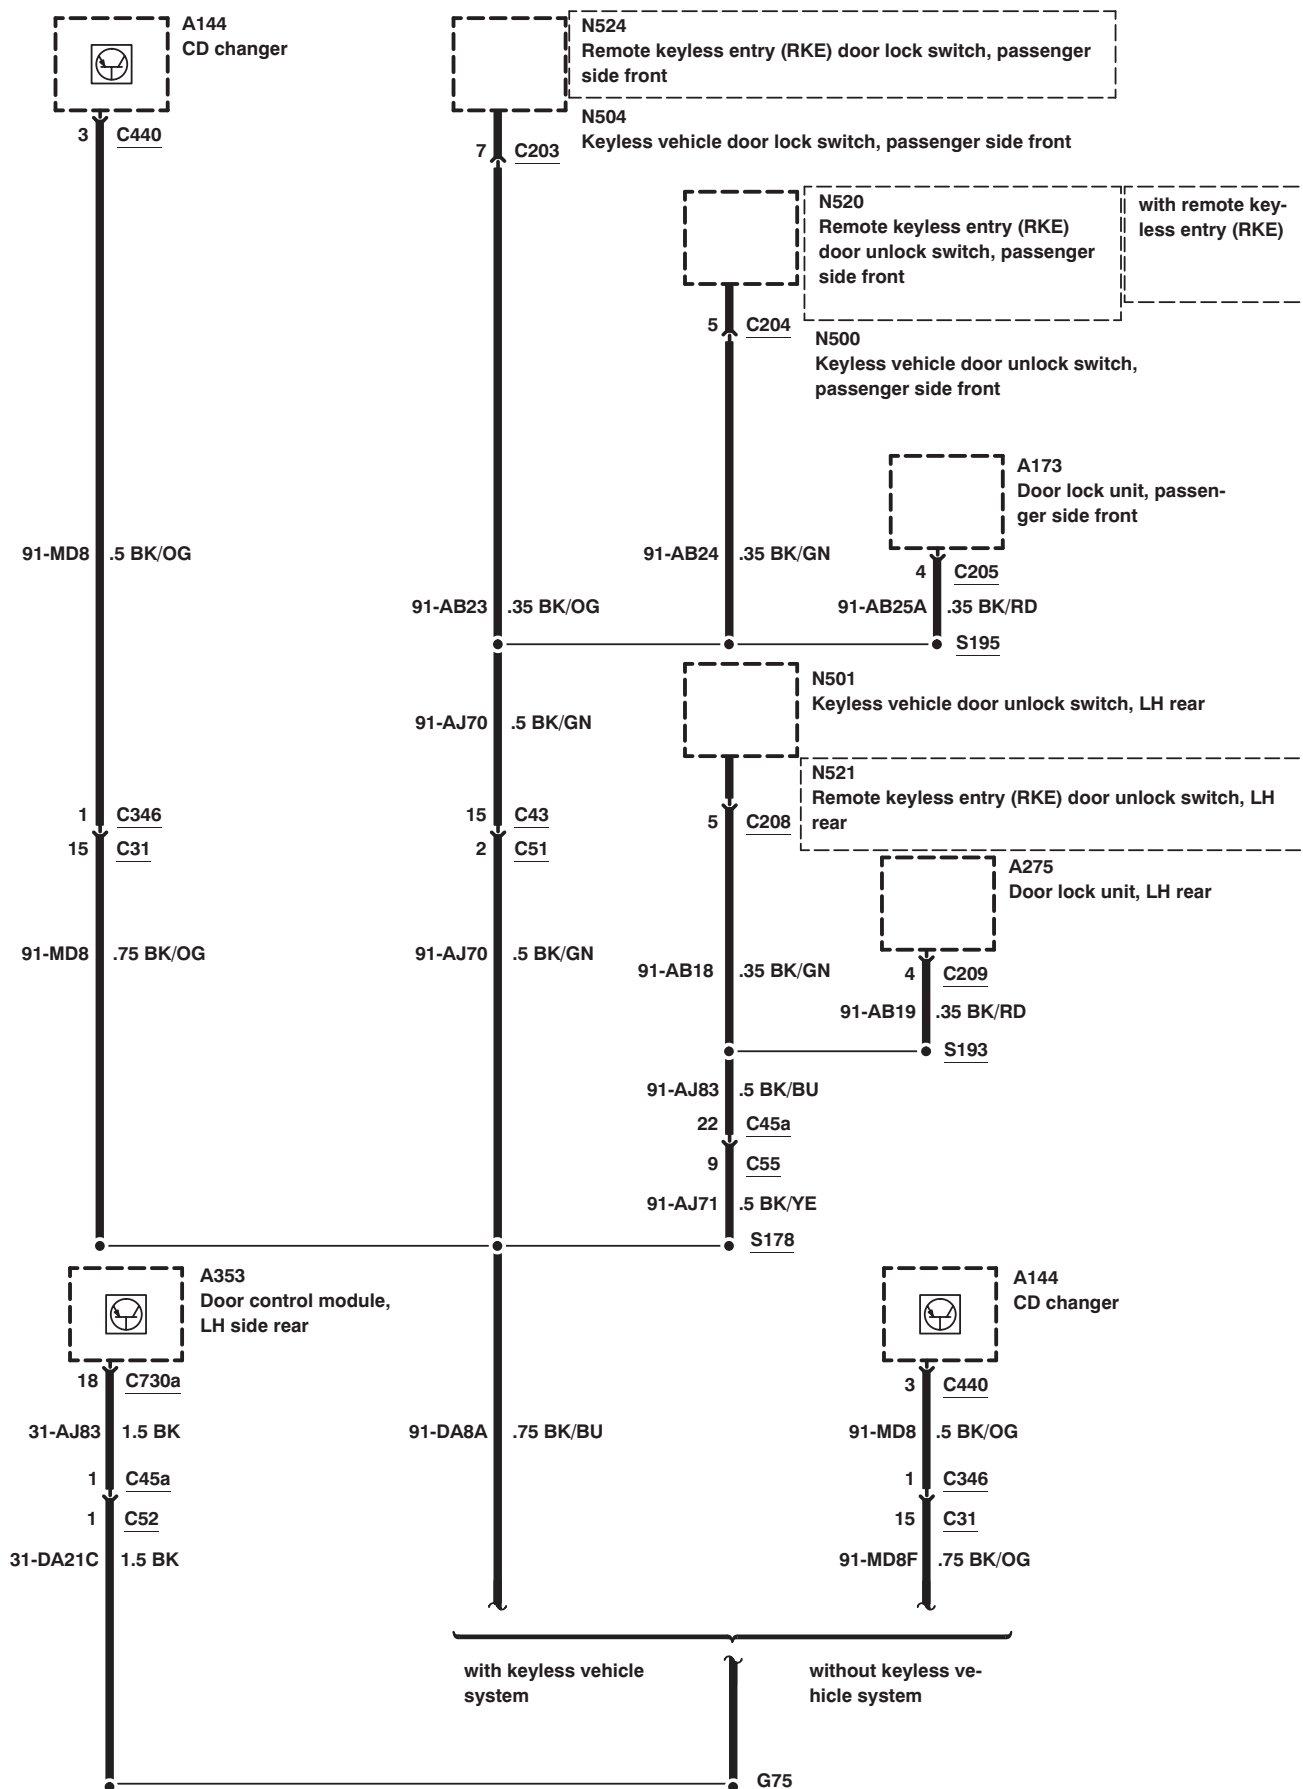 A144
CD changer
3 C440
N524
Remote keyless entry (RKE) door lock switch, passenger
side front
N504
Keyless vehicle door lock switch, passenger side front
7 C203
N520
Remote keyless entry (RKE)
door unlock switch, passenger
side front
with remote key-
less entry (RKE)
5 C204
N500
Keyless vehicle door unlock switch,
passenger side front
A173
Door lock unit, passen-
ger side front
91-MD8 .5 BK/OG
91-AB24 .35 BK/GN
4 C205
91-AB23 .35 BK/OG
91-AB25A .35 BK/RD
S195
N501
Keyless vehicle door unlock switch, LH rear
91-AJ70 .5 BK/GN
N521
Remote keyless entry (RKE) door unlock switch, LH
rear
1 C346
15 C43
5 C208
15 C31
2 C51
A275
Door lock unit, LH rear
91-MD8 .75 BK/OG
91-AJ70 .5 BK/GN
91-AB18 .35 BK/GN
4 C209
91-AB19 .35 BK/RD
S193
91-AJ83 .5 BK/BU
22 C45a
9 C55
91-AJ71 .5 BK/YE
S178
A353
Door control module,
LH side rear
A144
CD changer
18 C730a
3 C440
31-AJ83 1.5 BK
91-DA8A .75 BK/BU
91-MD8 .5 BK/OG
1 C45a
1 C346
1 C52
15 C31
31-DA21C 1.5 BK
91-MD8F .75 BK/OG
with keyless vehicle
system
without keyless ve-
hicle system
G75